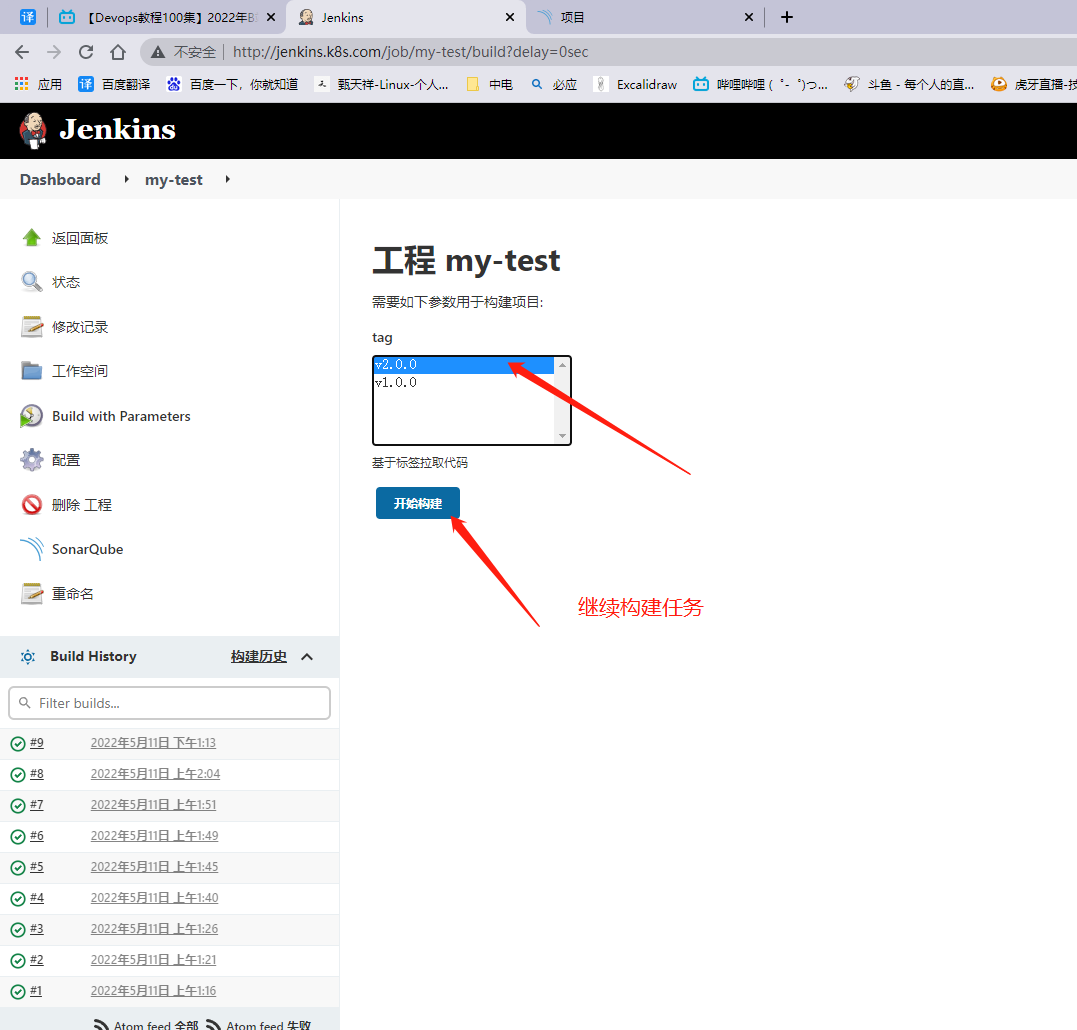 译
【Devops教程100集】2022年B
Jenkins
项目
不安全 | http://jenkins.k8s.com/job/my-test/build?delay=0sec
应用
译 百度翻译
百度一下，你就知道
甄天祥-Linux-个人...
中电
必应
Excalidraw
哔哩哔哩 (゜-゜)つ...
斗鱼 - 每个人的直...
虎牙直播-技
Jenkins
Dashboard
my-test
返回面板
状态
修改记录
工作空间
Build with Parameters
配置
删除 工程
SonarQube
重命名
工程 my-test
需要如下参数用于构建项目:
tag
v2.0.0
v1.0.0
基于标签拉取代码
开始构建
继续构建任务
Build History
构建历史
Filter builds...
#9 2022年5月11日 下午1:13
#8 2022年5月11日 上午2:04
#7 2022年5月11日 上午1:51
#6 2022年5月11日 上午1:49
#5 2022年5月11日 上午1:45
#4 2022年5月11日 上午1:40
#3 2022年5月11日 上午1:26
#2 2022年5月11日 上午1:21
#1 2022年5月11日 上午1:16
Atom feed 全部 Atom feed 失败